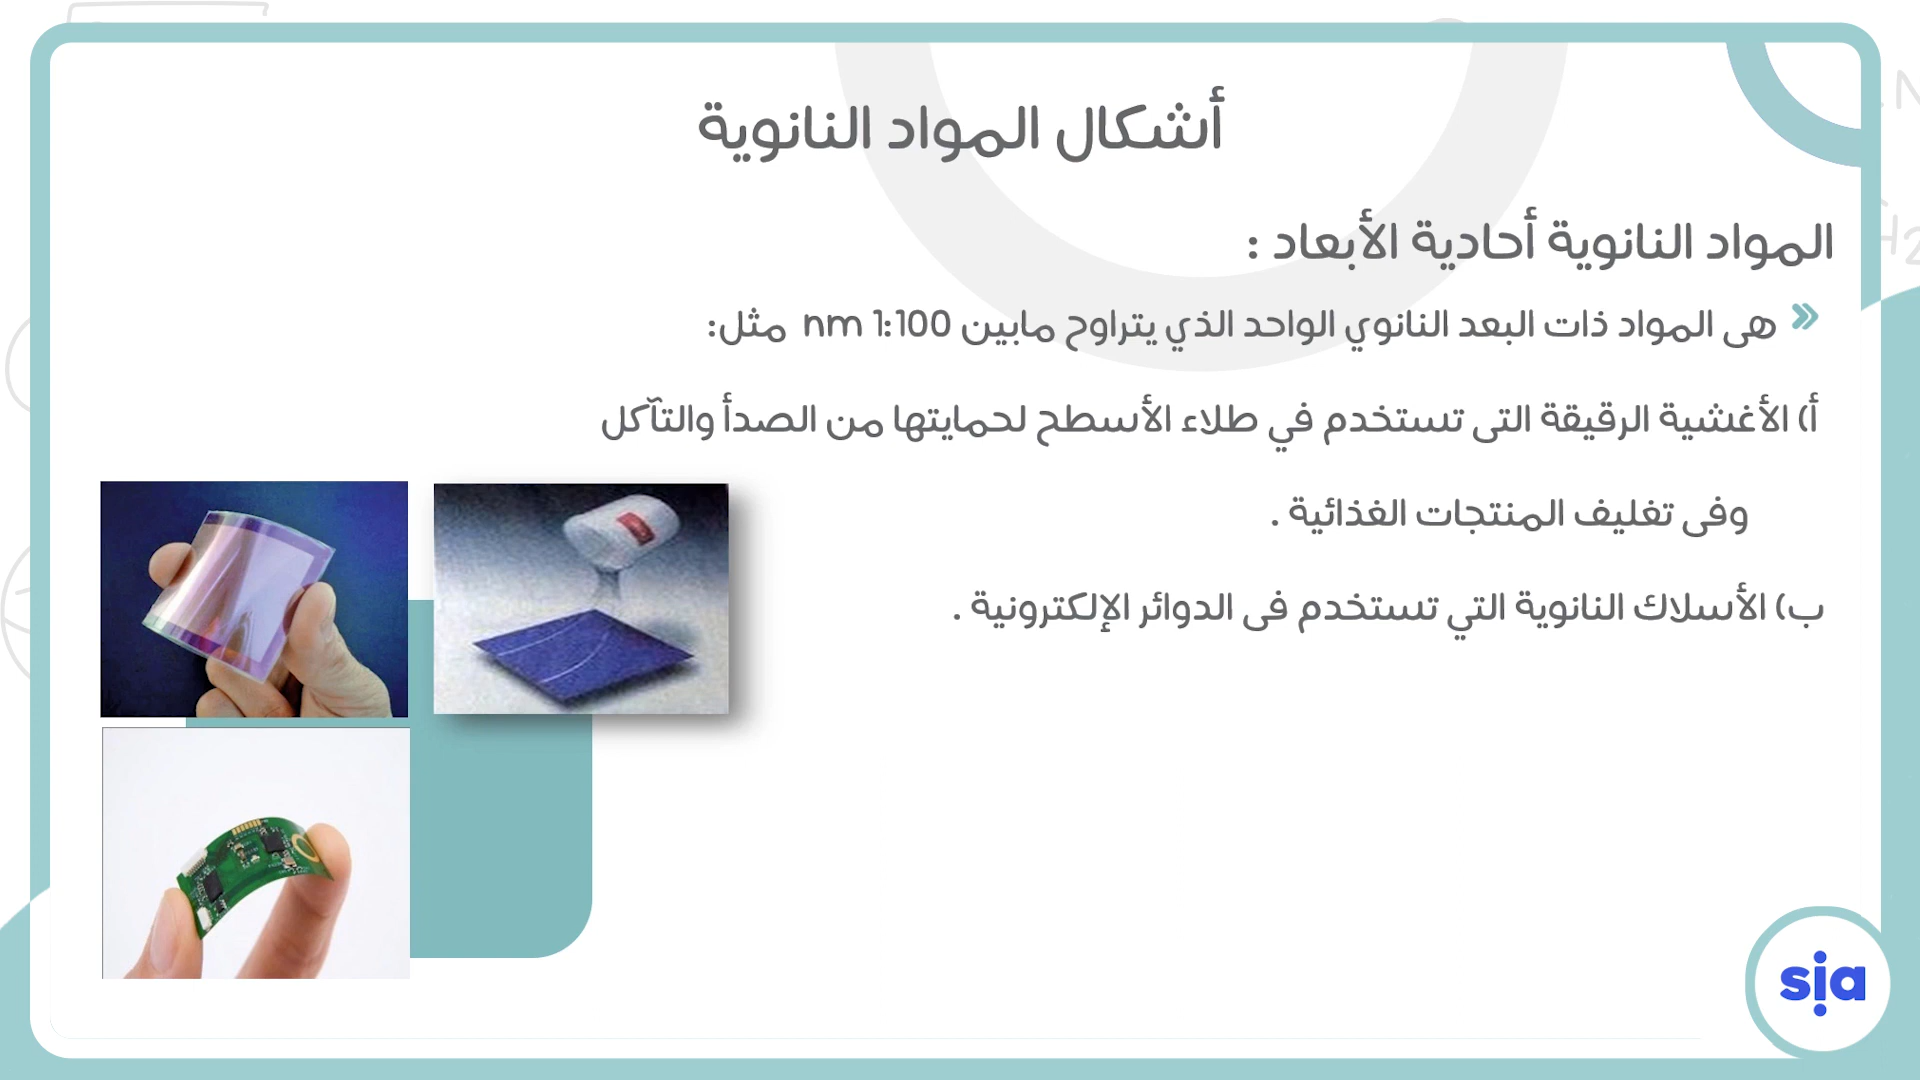 أشكال المواد النانوية
المواد النانوية أحادية الأبعاد :
هى المواد ذات البعد النانوي الواحد الذي يتراوح مابين 1:100 nm مثل:
أ) الأغشية الرقيقة التى تستخدم في طلاء الأسطح لحمايتها من الصدأ والتآكل
وفى تغليف المنتجات الغذائية .
ب) الأسلاك النانوية التي تستخدم فى الدوائر الإلكترونية .
sia